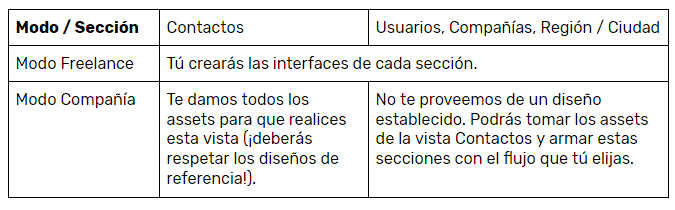 Modo / Sección
Contactos
Usuarios, Compañías, Región / Ciudad
Modo Freelance
Tú crearás las interfaces de cada sección.
Modo Compañía
Te damos todos los
assets para que realices
esta vista (¡deberás
respetar los diseños de
referencia!).
No te proveemos de un diseño
establecido. Podrás tomar los assets
de la vista Contactos y armar estas
secciones con el flujo que tú elijas.